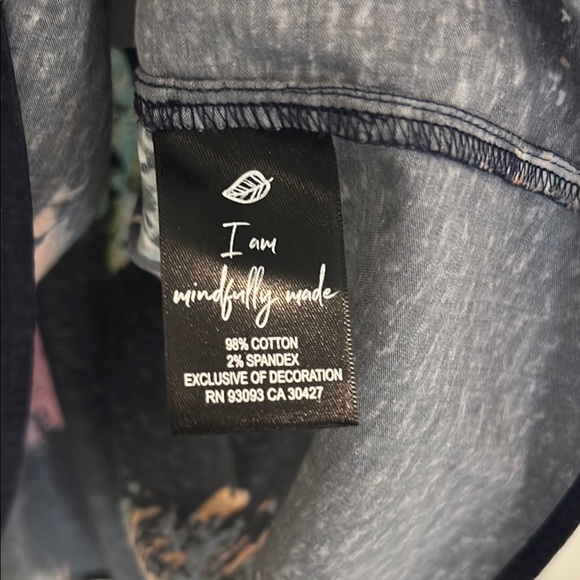 I am
mindfully made
98% COTTON
2% SPANDEX
EXCLUSIVE OF DECORATION
RN 93093 CA 30427